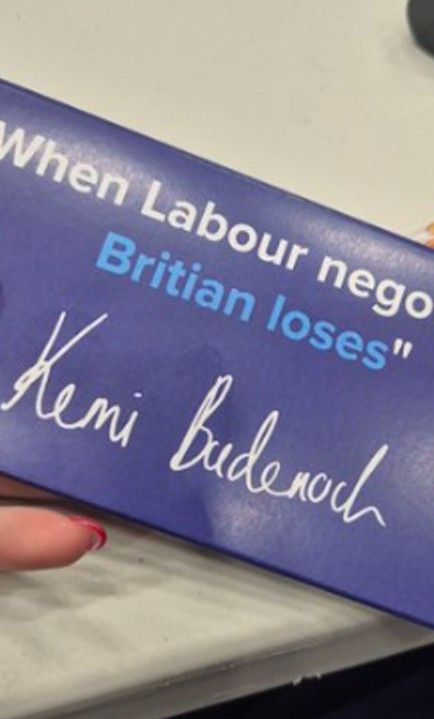 When Labour nego
Britian loses"
Kemi Badenoch